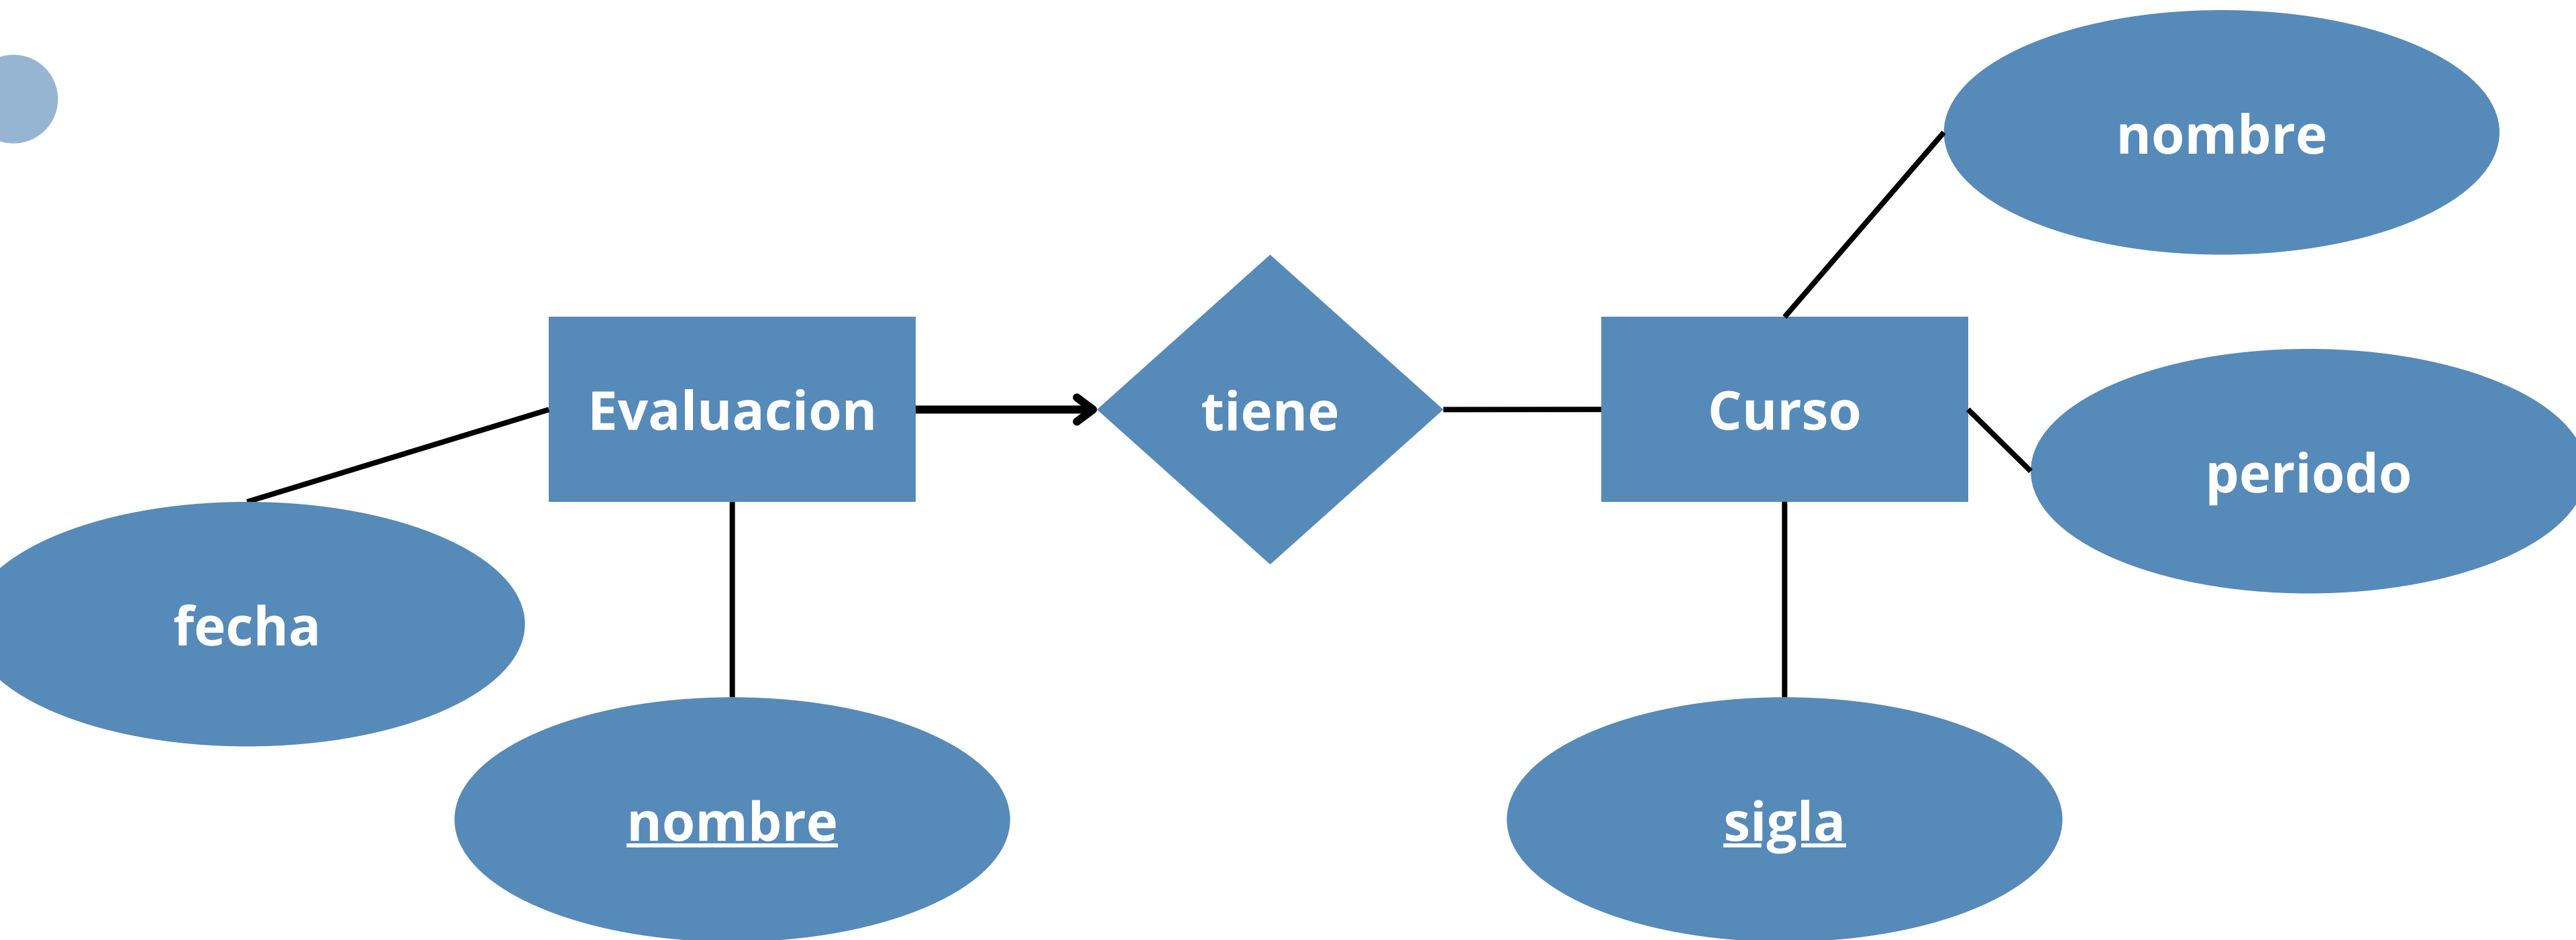 nombre
Evaluacion
tiene
Curso
periodo
fecha
nombre
sigla